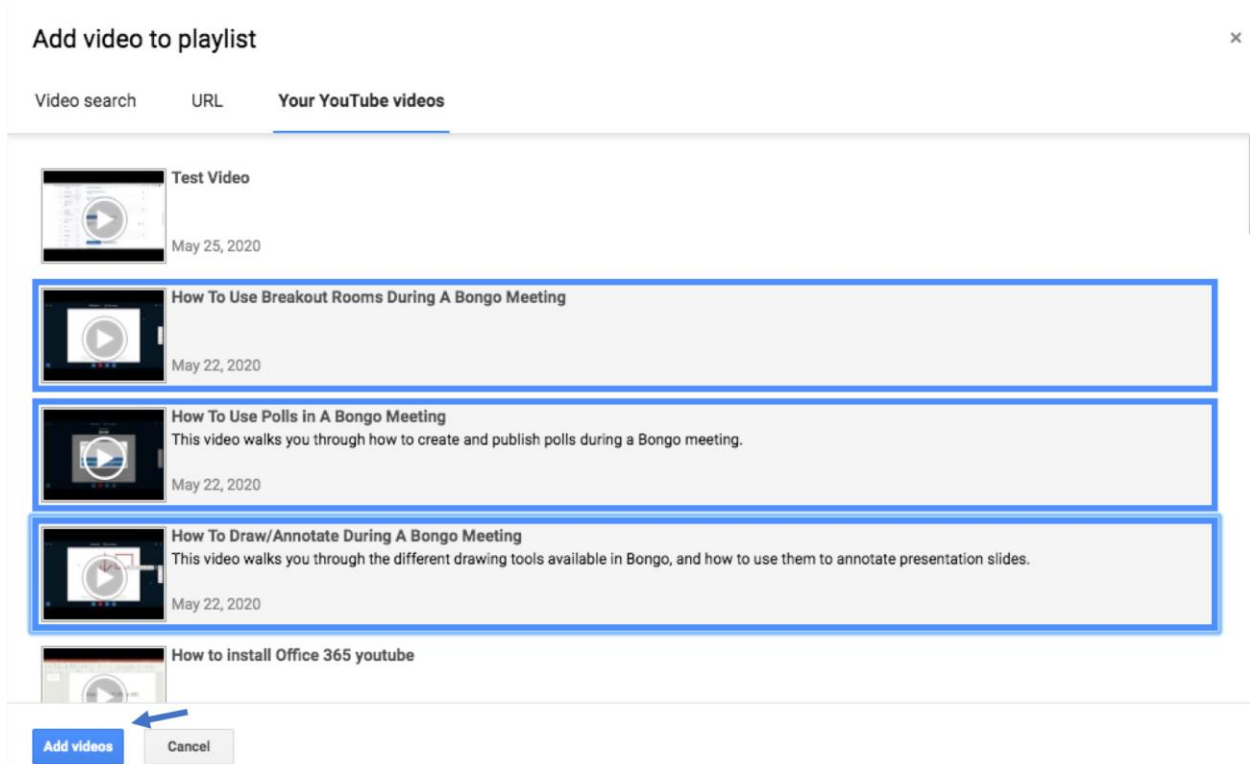 Add video to playlist
×
Video search URL Your YouTube videos
Test Video
May 25, 2020
How To Use Breakout Rooms During A Bongo Meeting
May 22, 2020
How To Use Polls in A Bongo Meeting
This video walks you through how to create and publish polls during a Bongo meeting.
May 22, 2020
How To Draw/Annotate During A Bongo Meeting
This video walks you through the different drawing tools available in Bongo, and how to use them to annotate presentation slides.
May 22, 2020
How to install Office 365 youtube
Add videos Cancel